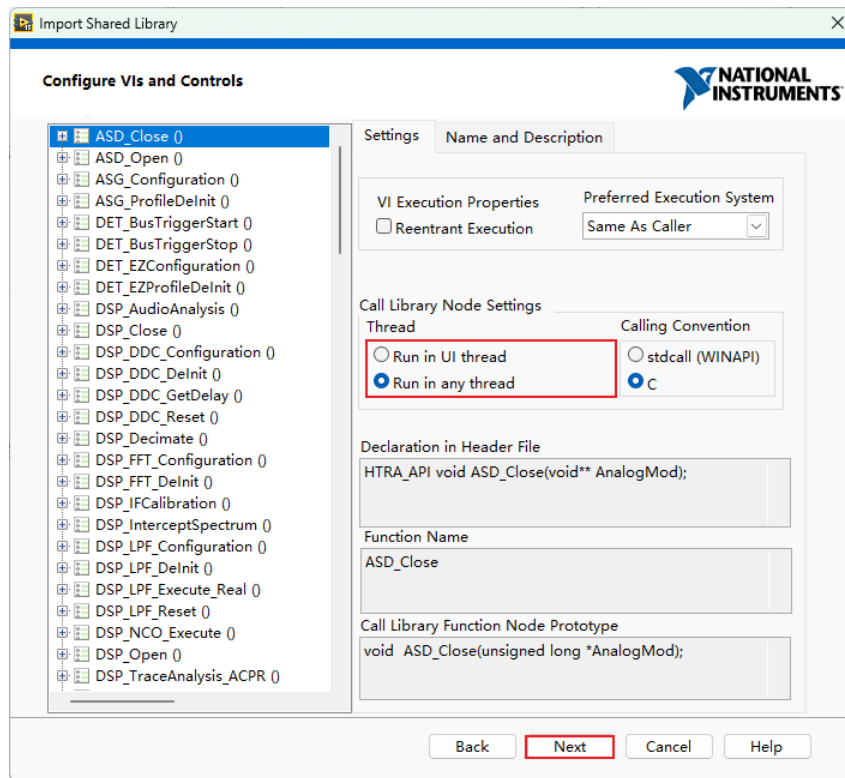 Import Shared Library
Configure VIs and Controls
NATIONAL
INSTRUMENTS
ASD_Close ()
ASD_Open ()
ASG_Configuration ()
ASG_ProfileDeInit ()
DET_BusTriggerStart ()
DET_BusTriggerStop ()
DET_EZConfiguration ()
DET_EZProfileDeInit ()
DSP_AudioAnalysis ()
DSP_Close ()
DSP_DDC_Configuration ()
DSP_DDC_DeInit ()
DSP_DDC_GetDelay ()
DSP_DDC_Reset ()
DSP_Decimate ()
DSP_FFT_Configuration ()
DSP_FFT_DeInit ()
DSP_IFCalibration ()
DSP_InterceptSpectrum ()
DSP_LPF_Configuration ()
DSP_LPF_DeInit ()
DSP_LPF_Execute_Real ()
DSP_LPF_Reset ()
DSP_NCO_Execute ()
DSP_Open ()
DSP_TraceAnalysis_ACPR ()
Settings
Name and Description
VI Execution Properties
Reentrant Execution
Preferred Execution System
Same As Caller
Call Library Node Settings
Thread
Run in UI thread
Run in any thread
Calling Convention
stdcall (WINAPI)
C
Declaration in Header File
HTRA_API void ASD_Close(void** AnalogMod);
Function Name
ASD_Close
Call Library Function Node Prototype
void  ASD_Close(unsigned long *AnalogMod);
Back
Next
Cancel
Help